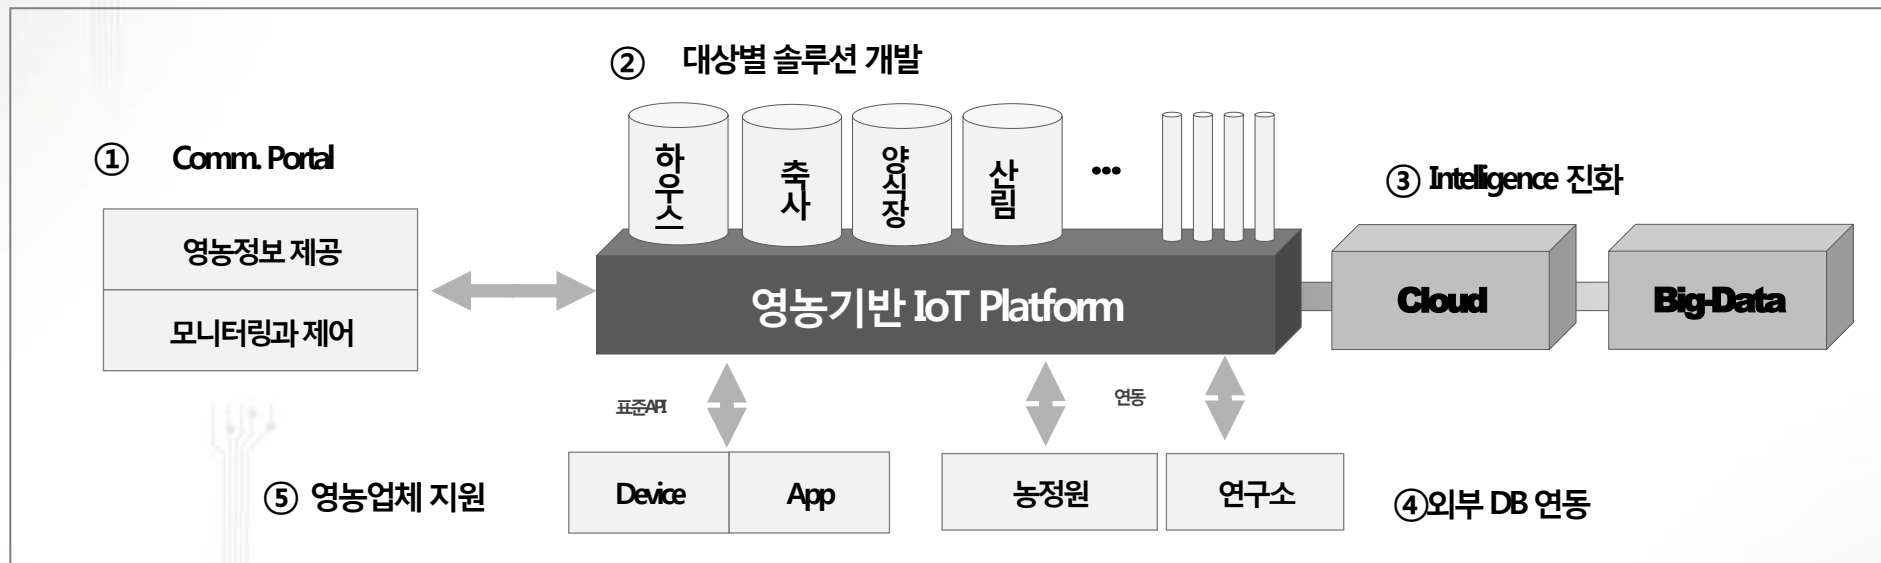 ② 대상별 솔루션 개발
하우스
축사
양식장
산림
•••
① Comm. Portal
영농정보 제공
모니터링과 제어
영농기반 IoT Platform
③ Intelligence 진화
Cloud
Big-Data
표준API
연동
⑤ 영농업체 지원
Device
App
농정원
연구소
④외부 DB 연동